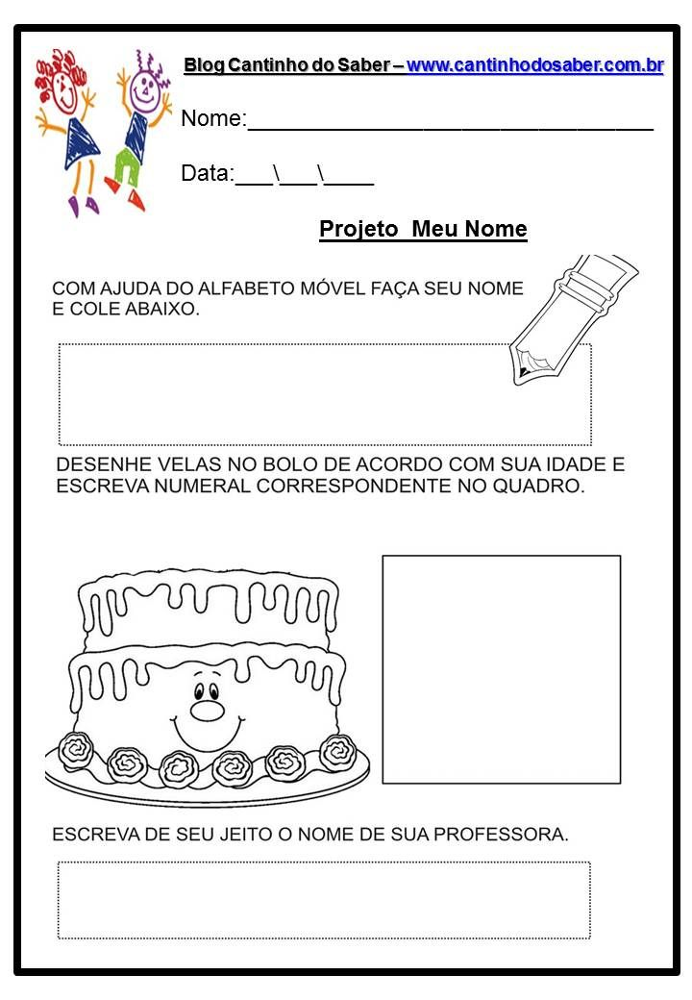 Blog Cantinho do Saber – www.cantinhodosaber.com.br
Nome:________________________________
Data:___\___\____
Projeto  Meu Nome
COM AJUDA DO ALFABETO MÓVEL FAÇA SEU NOME
E COLE ABAIXO.
DESENHE VELAS NO BOLO DE ACORDO COM SUA IDADE E
ESCREVA NUMERAL CORRESPONDENTE NO QUADRO.
ESCREVA DE SEU JEITO O NOME DE SUA PROFESSORA.